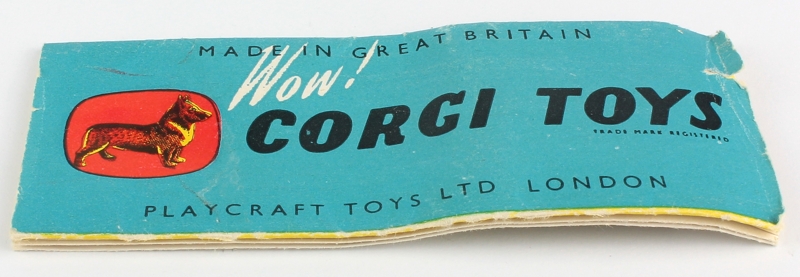 MADE IN GREAT BRITAIN
Wow!
CORGI TOYS
TRADE MARK REGISTERED
PLAYCRAFT TOYS LTD LONDON